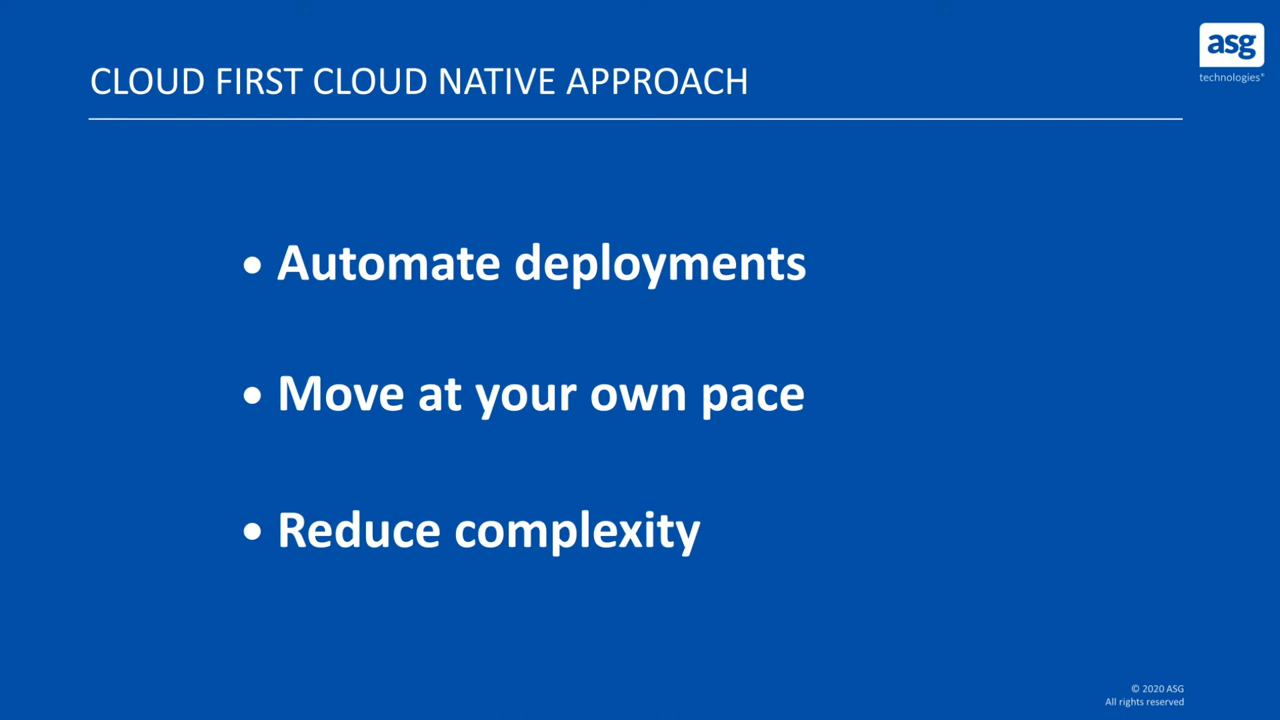 asg
technologies®
CLOUD FIRST CLOUD NATIVE APPROACH
• Automate deployments
• Move at your own pace
• Reduce complexity
© 2020 ASG
All rights reserved